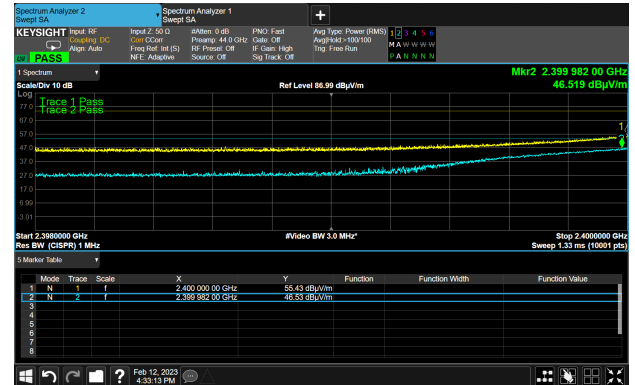 Spectrum Analyzer 2
Swept SA
Spectrum Analyzer 1
Swept SA
+
KEYSIGHT Input: RF Input Z: 50 Ω #Atten: 0 dB PNO: Fast Avg Type: Power (RMS) 1 2 3 4 5 6
Coupling: DC Corr CCorr Preamp: 44.0 GHz Gate: Off Avg|Hold:>100/100 M A W W W W
Align: Auto Freq Ref: Int (S) RF Presel: Off IF Gain: High Trig: Free Run
NFE: Adaptive Source: Off Sig Track: Off P A N N N N
PASS
1 Spectrum
Mkr2 2.399 982 00 GHz
Scale/Div 10 dB Ref Level 86.99 dBµV/m 46.519 dBµV/m
Log
Trace 1 Pass
Trace 2 Pass
77.0
67.0
57.0
47.0
37.0
27.0
17.0
6.99
-3.01
1
2
Start 2.3980000 #Video BW 3.0 MHz* Stop 2.4000000 GHz
Res BW (CISPR) 1 MHz Sweep 1.33 ms (10001 pts)
5 Marker Table
Mode Trace Scale X Y Function Function Width Function Value
1 N 1 f 2.400 000 00 GHz 55.43 dBµV/m
2 N 2 f 2.399 982 00 GHz 46.53 dBµV/m
3
4
5
6
7
8
? Feb 12, 2023
4:33:13 PM